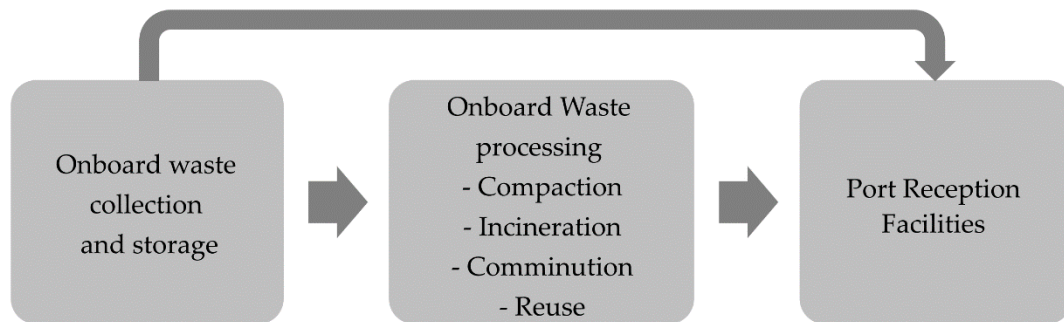 Onboard waste
collection
and storage
Onboard Waste
processing
- Compaction
- Incineration
- Comminution
- Reuse
Port Reception
Facilities